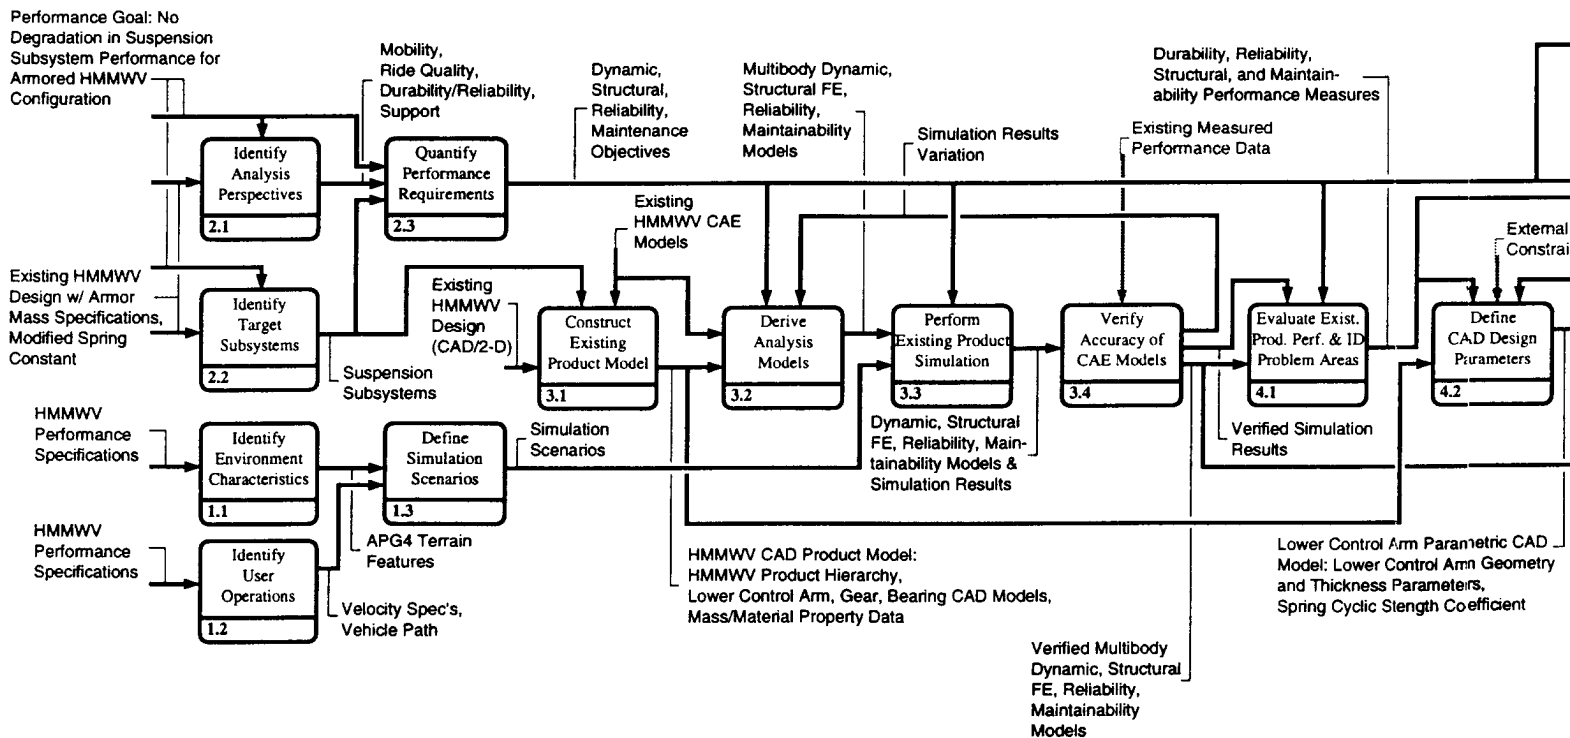 Performance Goal: No
Degradation in Suspension
Subsystem Performance for
Armored HMMWV
Configuration
Mobility,
Ride Quality,
Durability/Reliability,
Support
Dynamic,
Structural,
Reliability,
Maintenance
Objectives
Multibody Dynamic,
Structural FE,
Reliability,
Maintainability
Models
Simulation Results
Variation
Existing Measured
Performance Data
Durability, Reliability,
Structural, and Maintain-
ability Performance Measures
Identify
Analysis
Perspectives
2.1
Quantify
Performance
Requirements
2.3
Existing
HMMWV CAE
Models
External
Constrai
Existing HMMWV
Design w/ Armor
Mass Specifications,
Modified Spring
Constant
Identify
Target
Subsystems
2.2
Suspension
Subsystems
Existing
HMMWV
Design
(CAD/2-D)
Construct
Existing
Product Model
3.1
Derive
Analysis
Models
3.2
Perform
Existing Product
Simulation
3.3
Verify
Accuracy of
CAE Models
3.4
Evaluate Exist.
Prod. Perf. & ID
Problem Areas
4.1
Define
CAD Design
Parameters
4.2
HMMWV
Performance
Specifications
Identify
Environment
Characteristics
1.1
Define
Simulation
Scenarios
1.3
Simulation
Scenarios
Dynamic, Structural
FE, Reliability, Main-
tainability Models &
Simulation Results
Verified Simulation
Results
HMMWV
Performance
Specifications
Identify
User
Operations
1.2
APG4 Terrain
Features
Velocity Spec's,
Vehicle Path
HMMWV CAD Product Model:
HMMWV Product Hierarchy,
Lower Control Arm, Gear, Bearing CAD Models,
Mass/Material Property Data
Lower Control Arm Parametric CAD
Model: Lower Control Arm Geometry
and Thickness Parameters,
Spring Cyclic Stength Coefficient
Verified Multibody
Dynamic, Structural
FE, Reliability,
Maintainability
Models